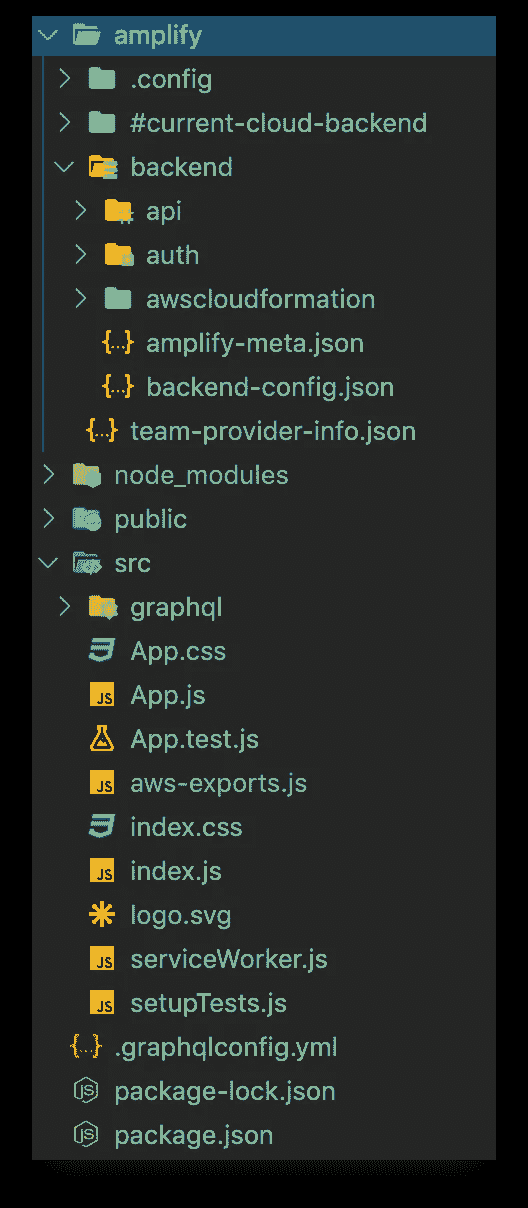 amplify
.config
#current-cloud-backend
backend
api
auth
awscloudformation
{...} amplify-meta.json
{...} backend-config.json
{...} team-provider-info.json
node_modules
public
src
graphql
App.css
JS App.js
App.test.js
JS aws-exports.js
index.css
JS index.js
logo.svg
JS serviceWorker.js
JS setupTests.js
{...} .graphqlconfig.yml
JS package-lock.json
JS package.json